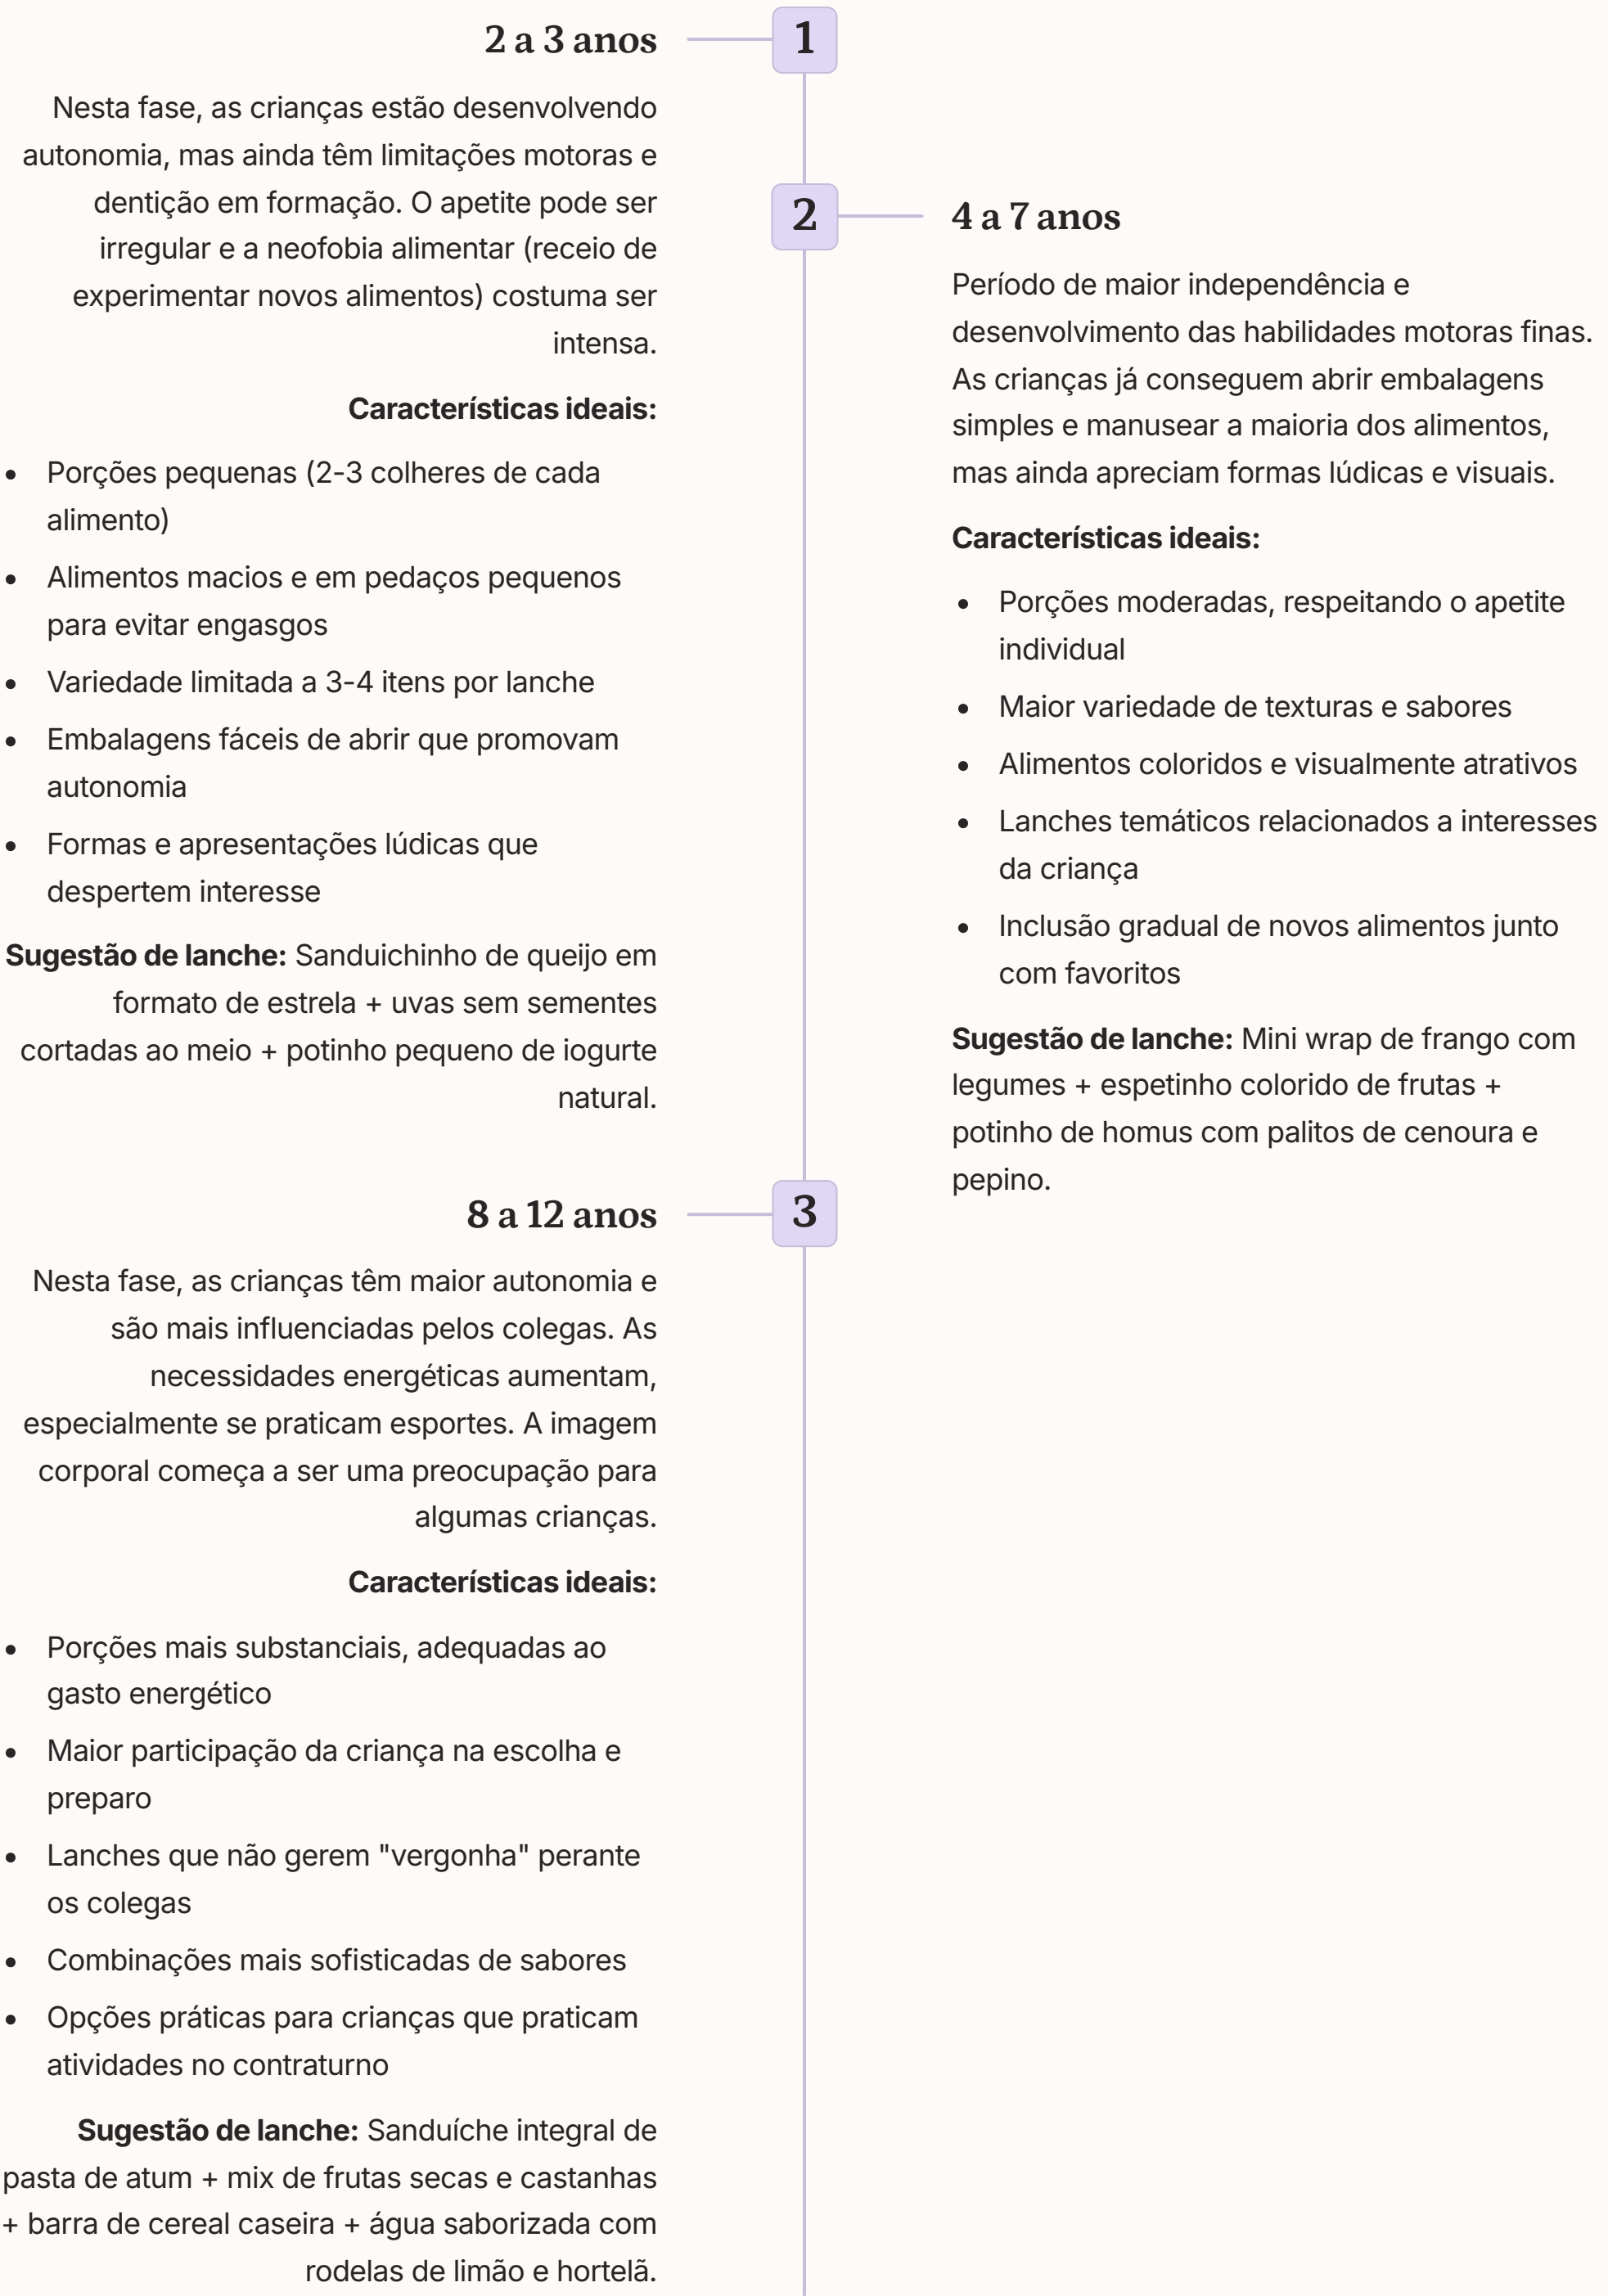 2 a 3 anos
1
Nesta fase, as crianças estão desenvolvendo
autonomia, mas ainda têm limitações motoras e
dentição em formação. O apetite pode ser
irregular e a neofobia alimentar (receio de
experimentar novos alimentos) costuma ser
intensa.
Características ideais:
• Porções pequenas (2-3 colheres de cada
alimento)
• Alimentos macios e em pedaços pequenos
para evitar engasgos
• Variedade limitada a 3-4 itens por lanche
• Embalagens fáceis de abrir que promovam
autonomia
• Formas e apresentações lúdicas que
despertem interesse
Sugestão de lanche: Sanduichinho de queijo em
formato de estrela + uvas sem sementes
cortadas ao meio + potinho pequeno de iogurte
natural.
2
4 a 7 anos
Período de maior independência e
desenvolvimento das habilidades motoras finas.
As crianças já conseguem abrir embalagens
simples e manusear a maioria dos alimentos,
mas ainda apreciam formas lúdicas e visuais.
Características ideais:
• Porções moderadas, respeitando o apetite
individual
• Maior variedade de texturas e sabores
• Alimentos coloridos e visualmente atrativos
• Lanches temáticos relacionados a interesses
da criança
• Inclusão gradual de novos alimentos junto
com favoritos
Sugestão de lanche: Mini wrap de frango com
legumes + espetinho colorido de frutas +
potinho de homus com palitos de cenoura e
pepino.
8 a 12 anos
3
Nesta fase, as crianças têm maior autonomia e
são mais influenciadas pelos colegas. As
necessidades energéticas aumentam,
especialmente se praticam esportes. A imagem
corporal começa a ser uma preocupação para
algumas crianças.
Características ideais:
• Porções mais substanciais, adequadas ao
gasto energético
• Maior participação da criança na escolha e
preparo
• Lanches que não gerem "vergonha" perante
os colegas
• Combinações mais sofisticadas de sabores
• Opções práticas para crianças que praticam
atividades no contraturno
Sugestão de lanche: Sanduíche integral de
pasta de atum + mix de frutas secas e castanhas
+ barra de cereal caseira + água saborizada com
rodelas de limão e hortelã.